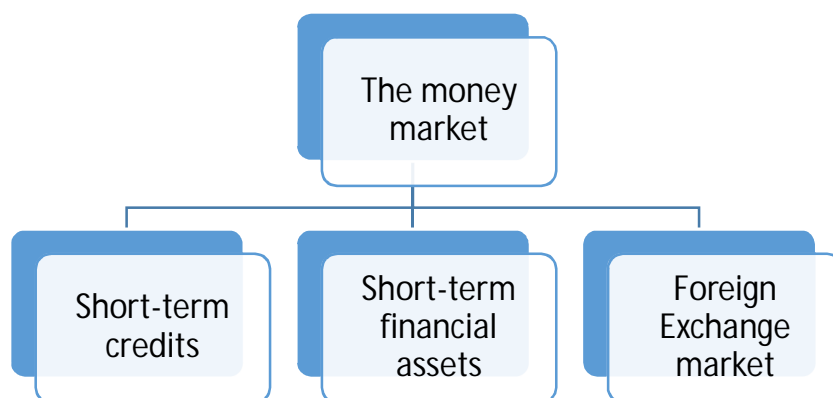 The money
market
Short-term
credits
Short-term
financial
assets
Foreign
Exchange
market